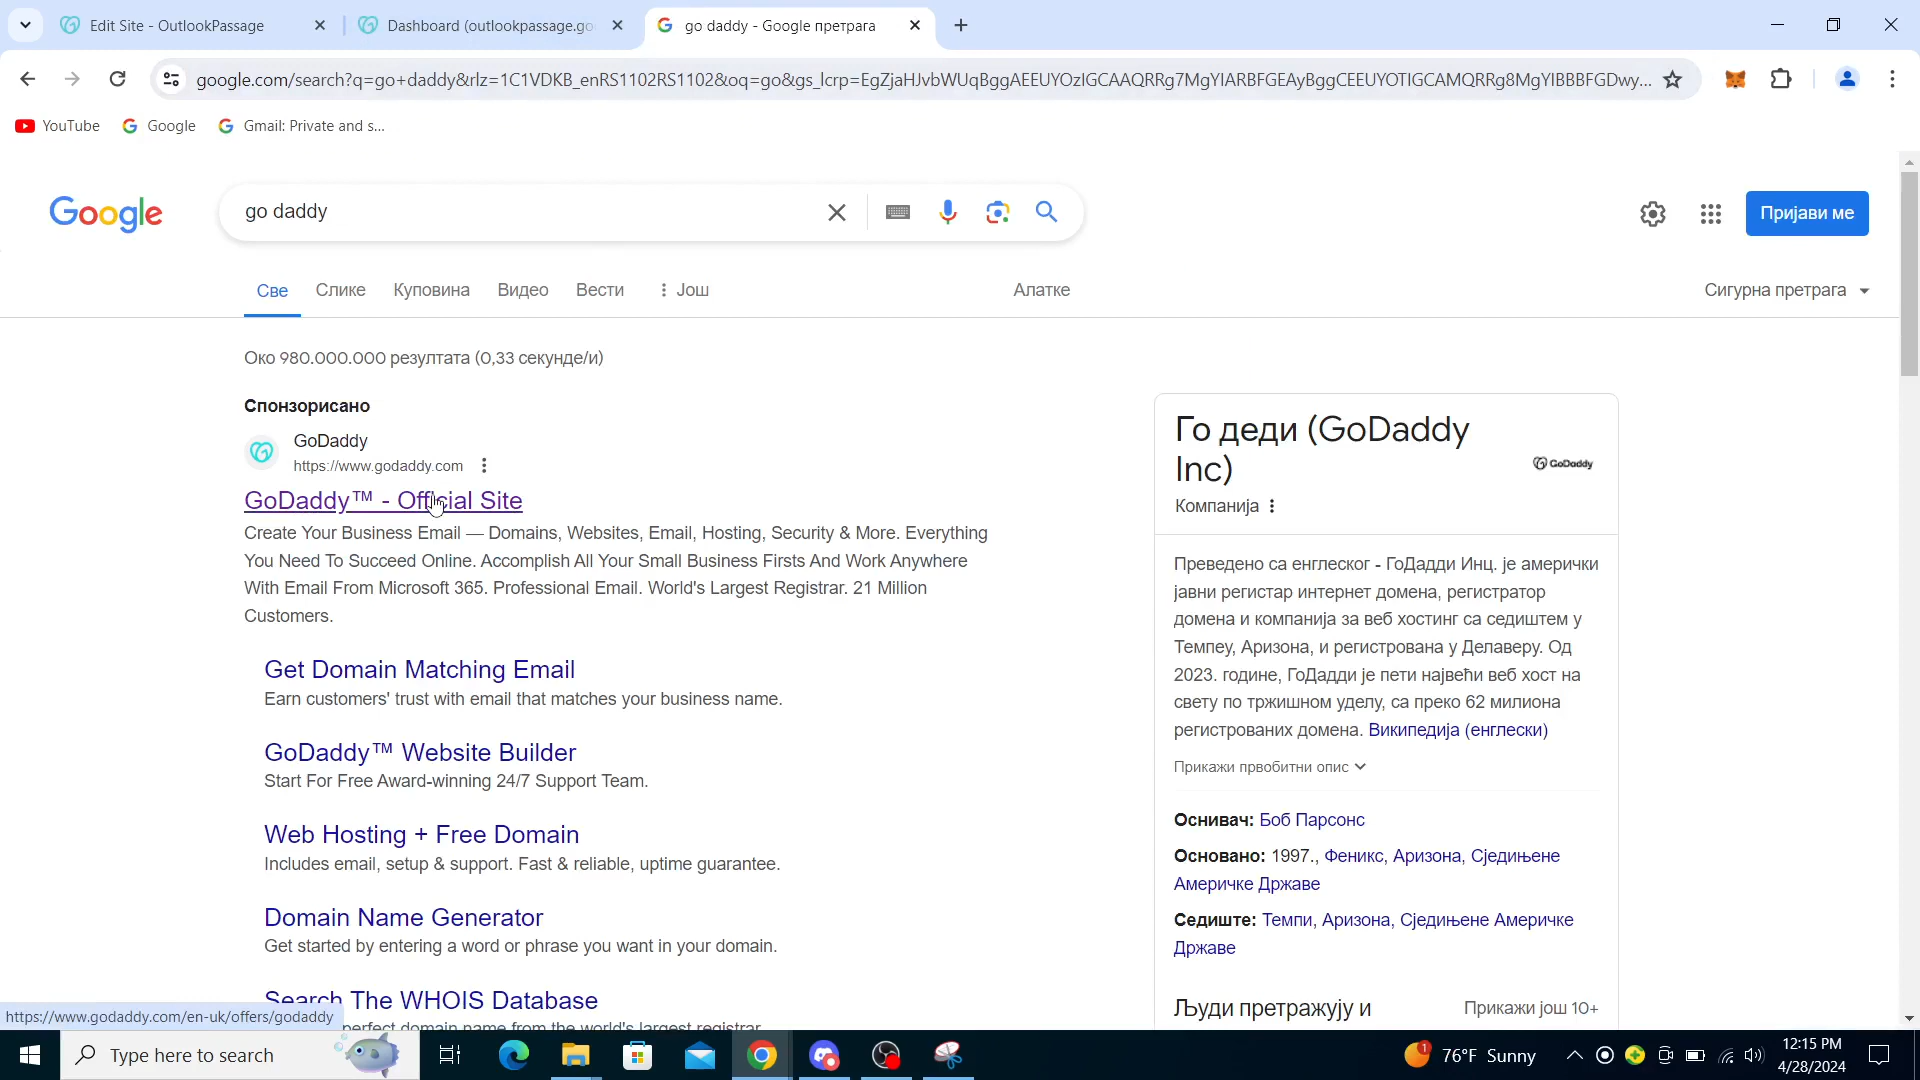 Edit Site - OutlookPassage
Dashboard (outlookpassage.go
go daddy - Google претрага
google.com/search?q=go+daddy&rlz=1C1VDKB_enRS1102RS1102&oq=go&gs_lcrp=EgZjaHJvbWUqBggAEEUYOzIGCAAQRRg7MgYIARBFGEAyBggCEEUYOTIGCAMQRRg8MgYIBBBFGDwy...
YouTube
Google
Gmail: Private and s...
Google
go daddy
Пријави ме
Све
Слике
Куповина
Видео
Вести
Још
Алатке
Сигурна претрага
Око 980.000.000 резултата (0,33 секунде/и)
Спонзорисано
GoDaddy
https://www.godaddy.com
GoDaddy™ - Official Site
Create Your Business Email — Domains, Websites, Email, Hosting, Security & More. Everything
You Need To Succeed Online. Accomplish All Your Small Business Firsts And Work Anywhere
With Email From Microsoft 365. Professional Email. World's Largest Registrar. 21 Million
Customers.
Get Domain Matching Email
Earn customers' trust with email that matches your business name.
GoDaddy™ Website Builder
Start For Free Award-winning 24/7 Support Team.
Web Hosting + Free Domain
Includes email, setup & support. Fast & reliable, uptime guarantee.
Domain Name Generator
Get started by entering a word or phrase you want in your domain.
Search The WHOIS Database
perfect domain name from the world's largest registrar.
Го деди (GoDaddy
Inc)
GoDaddy
Компанија
Преведено са енглеског - ГоДадди Инц. је амерички
јавни регистар интернет домена, регистратор
домена и компанија за веб хостинг са седиштем у
Темпеу, Аризона, и регистрована у Делаверу. Од
2023. године, ГоДадди је пети највећи веб хост на
свету по тржишном уделу, са преко 62 милиона
регистрованих домена. Википедија (енглески)
Прикажи првобитни опис
Оснивач: Боб Парсонс
Основано: 1997., Феникс, Аризона, Сједињене
Америчке Државе
Седиште: Темпи, Аризона, Сједињене Америчке
Државе
Људи претражују и
Прикажи још 10+
https://www.godaddy.com/en-uk/offers/godaddy
Type here to search
1
76°F Sunny
12:15 PM
4/28/2024